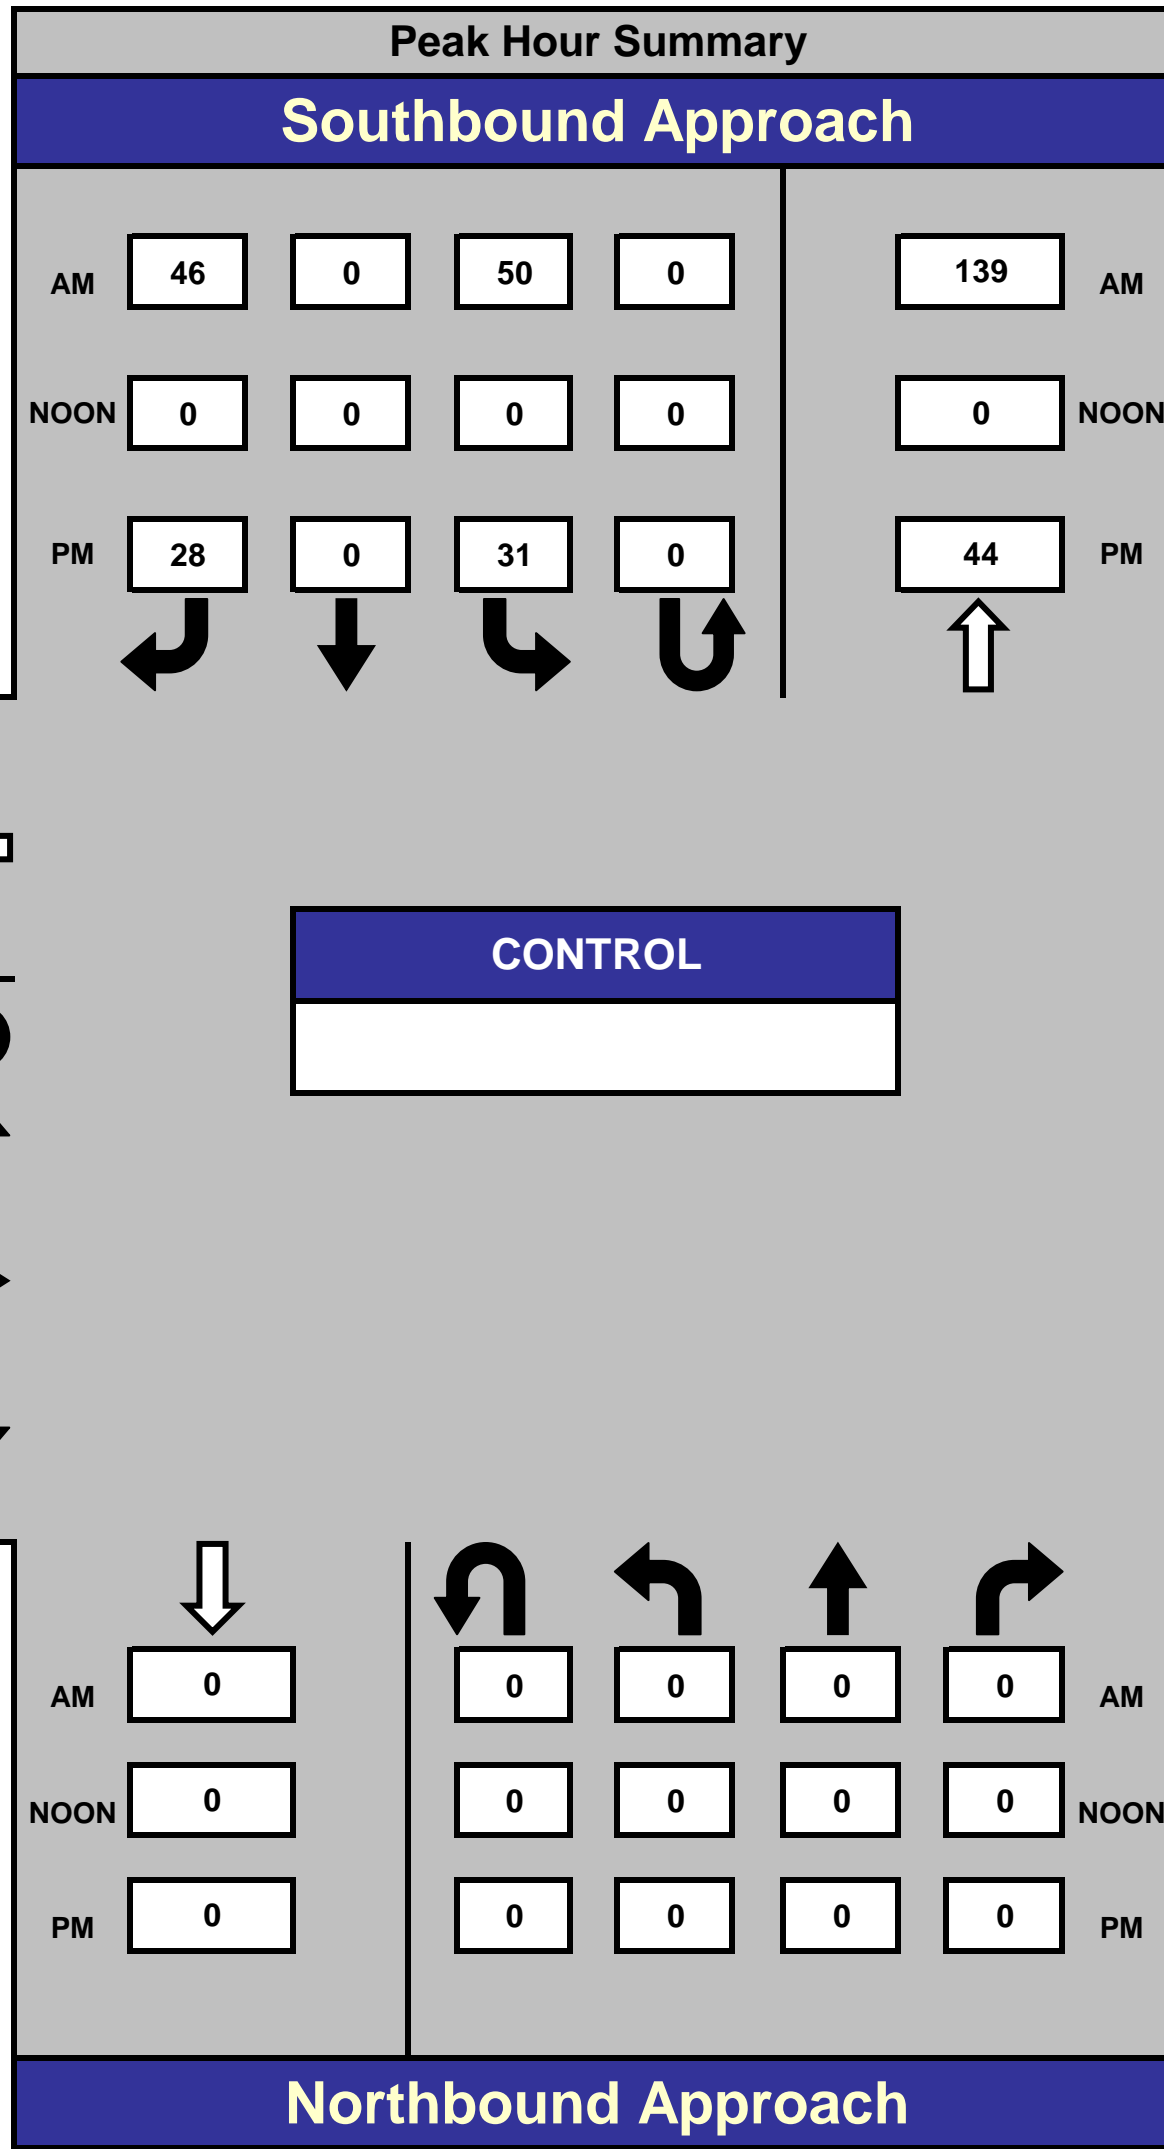 Peak Hour Summary
Southbound Approach
AM 46 0 50 0 139 AM
NOON 0 0 0 0 0 NOON
PM 28 0 31 0 44 PM
CONTROL
AM 0 0 0 0 0 AM
NOON 0 0 0 0 0 NOON
PM 0 0 0 0 0 PM
Northbound Approach